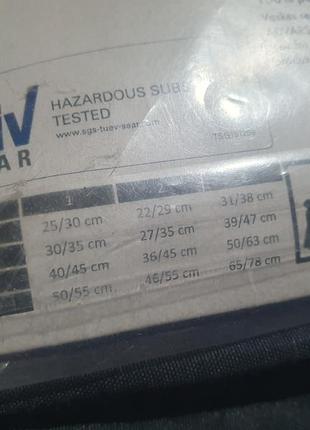 HAZARDOUS SUBS
TESTED
www.sgs-tuev-saar.com
AR
1 2
25/30 cm 22/29 cm 31/38 cm
30/35 cm 27/35 cm 39/47 cm
40/45 cm 36/45 cm 50/63 cm
50/55 cm 46/55 cm 65/78 cm